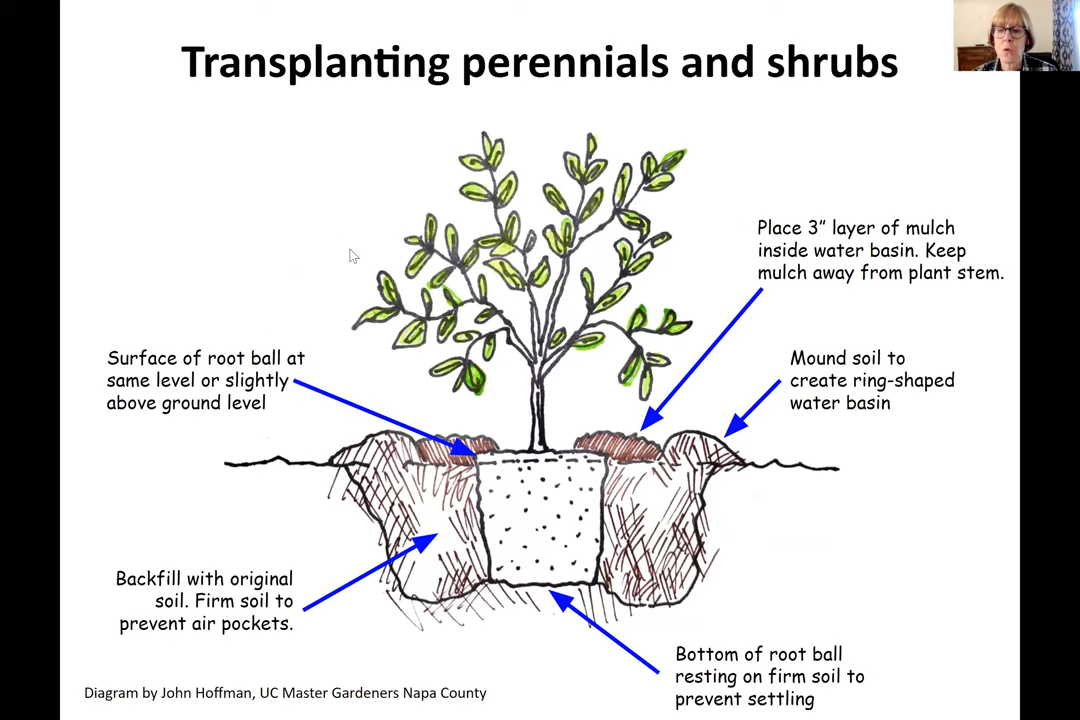 Transplanting perennials and shrubs
Place 3” layer of mulch
inside water basin. Keep
mulch away from plant stem.
Surface of root ball at
same level or slightly
above ground level
Mound soil to
create ring-shaped
water basin
Backfill with original
soil. Firm soil to
prevent air pockets.
Bottom of root ball
resting on firm soil to
prevent settling
Diagram by John Hoffman, UC Master Gardeners Napa County